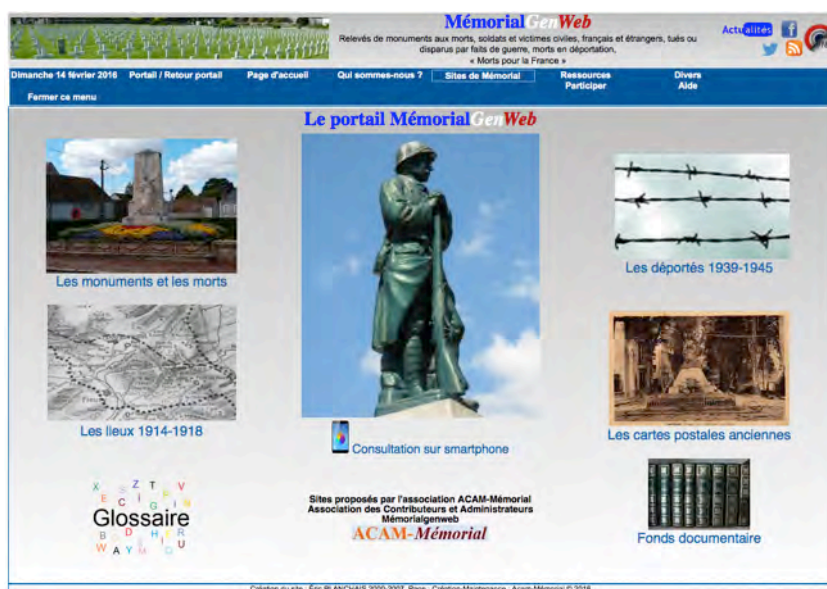 MémorialGenWeb
Relevés de monuments aux morts, soldats et victimes civiles, français et étrangers, tués ou
disparus par faits de guerre, morts en déportation,
« Morts pour la France »
Actualités
Dimanche 14 février 2016 Portail / Retour portail Page d'accueil Qui sommes-nous ? Sites de Mémorial Ressources Divers
Participer Aide
Fermer ce menu
Le portail MémorialGenWeb
Les monuments et les morts
Les déportés 1939-1945
Les lieux 1914-1918
Les cartes postales anciennes
Consultation sur smartphone
Glossaire
Sites proposés par l'association ACAM-Mémorial
Association des Contributeurs et Administrateurs
Mémorialgenweb
ACAM-Mémorial
Fonds documentaire